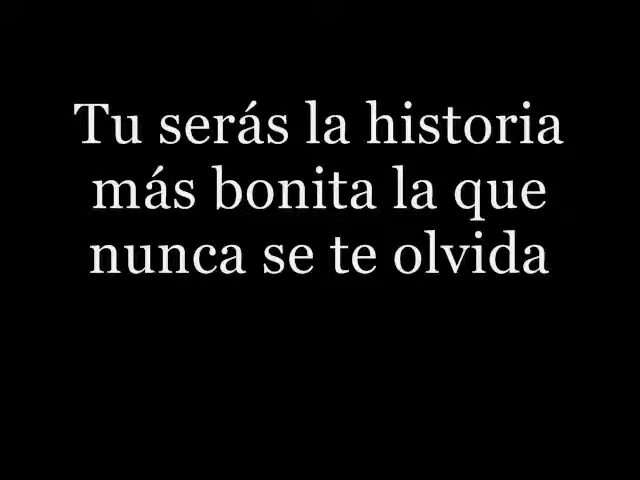 Tu serás la historia
más bonita la que
nunca se te olvida